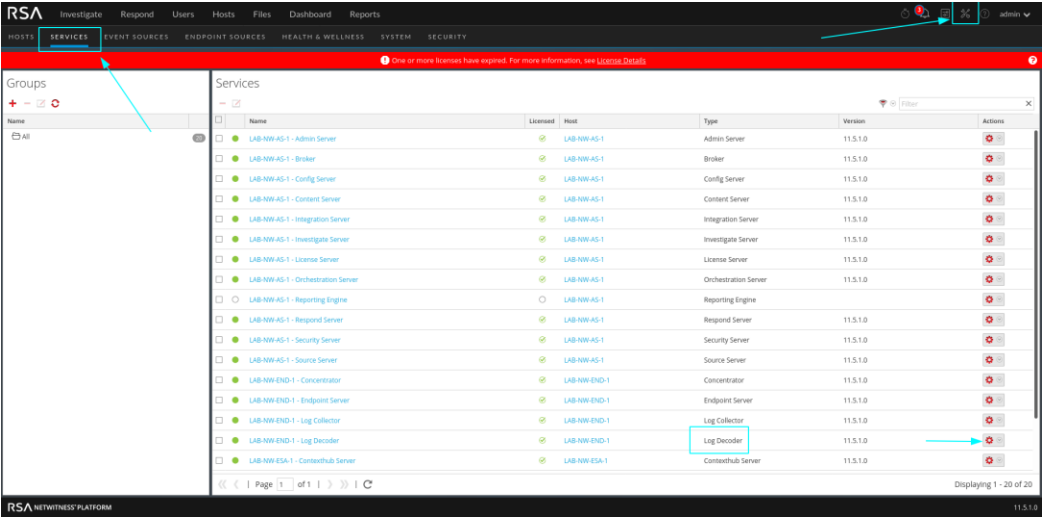 RSA Investigate Respond Users Hosts Files Dashboard Reports 1 admin
HOSTS SERVICES EVENT SOURCES ENDPOINT SOURCES HEALTH & WELLNESS SYSTEM SECURITY
One or more licenses have expired. For more information, see License Details
Groups Services
Filter
Name Name Licensed Host Type Version Actions
All 20 LAB-NW-AS-1 - Admin Server LAB-NW-AS-1 Admin Server 11.5.1.0
LAB-NW-AS-1 - Broker LAB-NW-AS-1 Broker 11.5.1.0
LAB-NW-AS-1 - Config Server LAB-NW-AS-1 Config Server 11.5.1.0
LAB-NW-AS-1 - Content Server LAB-NW-AS-1 Content Server 11.5.1.0
LAB-NW-AS-1 - Integration Server LAB-NW-AS-1 Integration Server 11.5.1.0
LAB-NW-AS-1 - Investigate Server LAB-NW-AS-1 Investigate Server 11.5.1.0
LAB-NW-AS-1 - License Server LAB-NW-AS-1 License Server 11.5.1.0
LAB-NW-AS-1 - Orchestration Server LAB-NW-AS-1 Orchestration Server 11.5.1.0
LAB-NW-AS-1 - Reporting Engine LAB-NW-AS-1 Reporting Engine
LAB-NW-AS-1 - Respond Server LAB-NW-AS-1 Respond Server 11.5.1.0
LAB-NW-AS-1 - Security Server LAB-NW-AS-1 Security Server 11.5.1.0
LAB-NW-AS-1 - Source Server LAB-NW-AS-1 Source Server 11.5.1.0
LAB-NW-END-1 - Concentrator LAB-NW-END-1 Concentrator 11.5.1.0
LAB-NW-END-1 - Endpoint Server LAB-NW-END-1 Endpoint Server 11.5.1.0
LAB-NW-END-1 - Log Collector LAB-NW-END-1 Log Collector 11.5.1.0
LAB-NW-END-1 - Log Decoder LAB-NW-END-1 Log Decoder 11.5.1.0
LAB-NW-ESA-1 - Contexthub Server LAB-NW-ESA-1 Contexthub Server 11.5.1.0
Page 1 of 1 Displaying 1 - 20 of 20
RSA NETWITNESS® PLATFORM 11.5.1.0